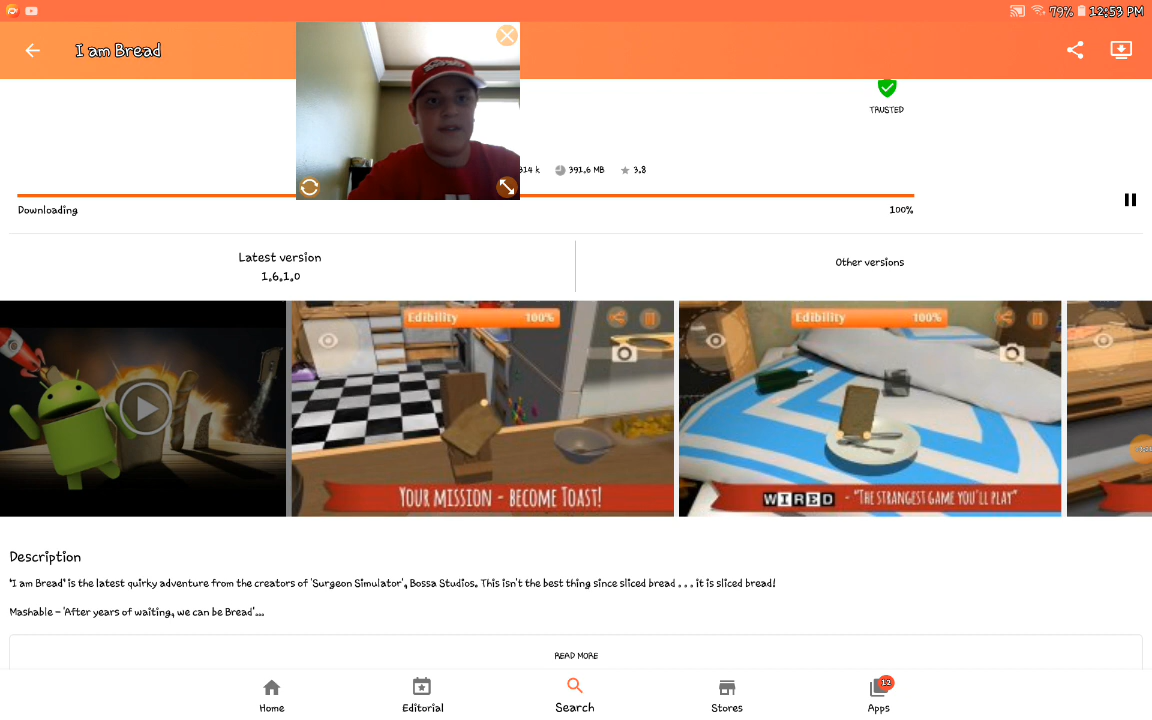 79% 12:53 PM
I am Bread
TRUSTED
314 k 391.6 MB 3.8
Downloading 100%
Latest version
1.6.1.0
Other versions
Edibility 100%
YOUR MISSION - BECOME TOAST!
Edibility 100%
WIRED - "THE STRANGEST GAME YOU'LL PLAY"
Description
'I am Bread' is the latest quirky adventure from the creators of 'Surgeon Simulator', Bossa Studios. This isn't the best thing since sliced bread . . . it is sliced bread!
Mashable - 'After years of waiting, we can be Bread'...
READ MORE
Home
Editorial
Search
Stores
12
Apps